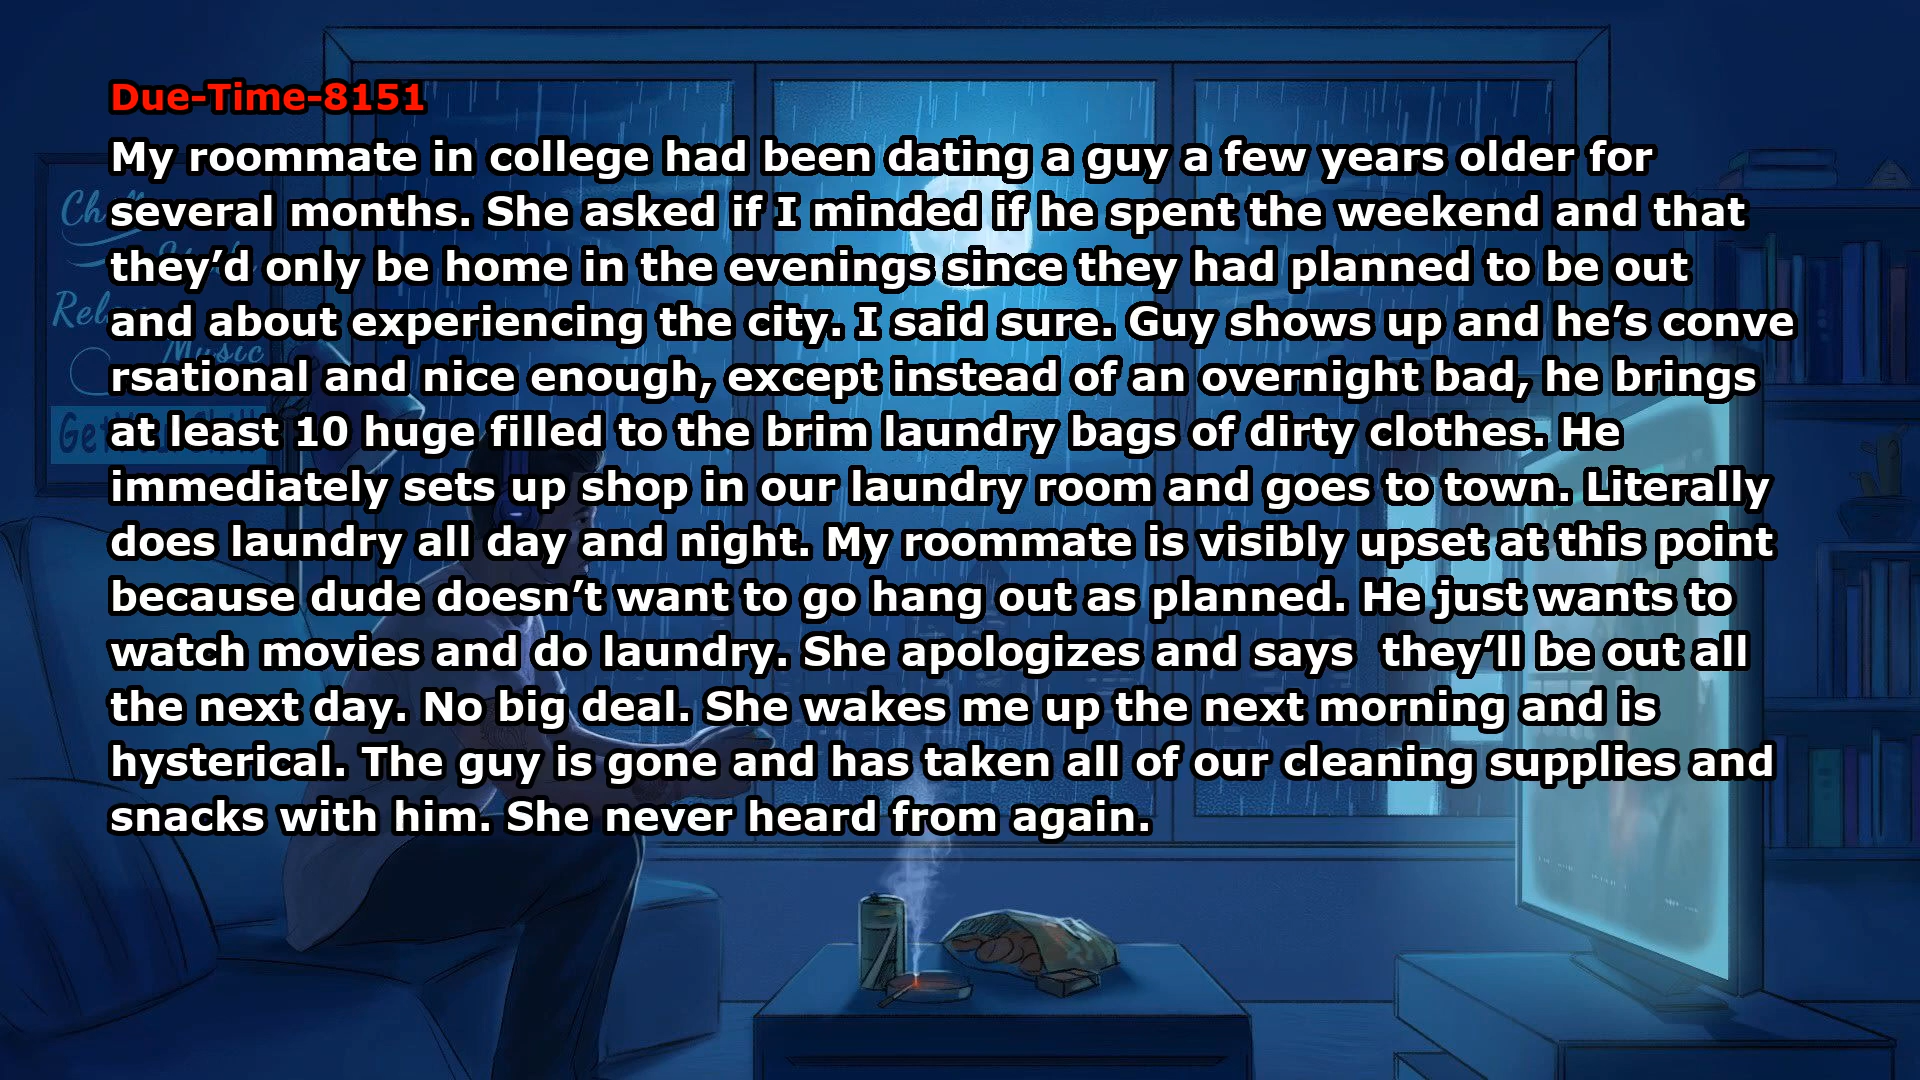 Due-Time-8151
My roommate in college had been dating a guy a few years older for
several months. She asked if I minded if he spent the weekend and that
they’d only be home in the evenings since they had planned to be out
and about experiencing the city. I said sure. Guy shows up and he’s conve
rsational and nice enough, except instead of an overnight bad, he brings
at least 10 huge filled to the brim laundry bags of dirty clothes. He
immediately sets up shop in our laundry room and goes to town. Literally
does laundry all day and night. My roommate is visibly upset at this point
because dude doesn’t want to go hang out as planned. He just wants to
watch movies and do laundry. She apologizes and says  they’ll be out all
the next day. No big deal. She wakes me up the next morning and is
hysterical. The guy is gone and has taken all of our cleaning supplies and
snacks with him. She never heard from again.
Music